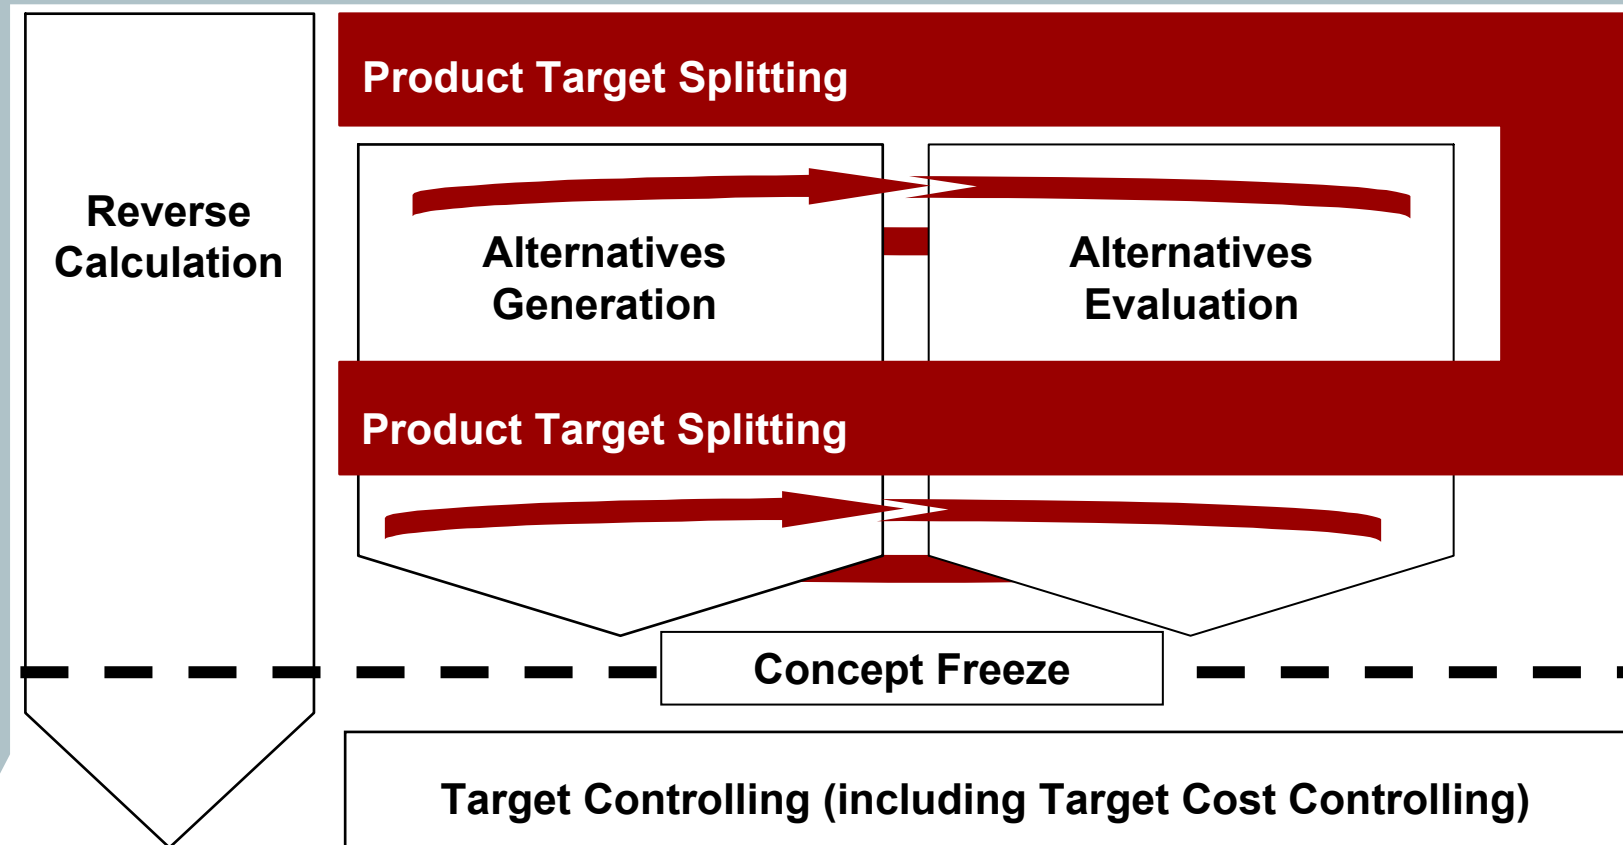 Product Target Splitting
Reverse
Calculation
Alternatives
Generation
Alternatives
Evaluation
Product Target Splitting
Concept Freeze
Target Controlling (including Target Cost Controlling)